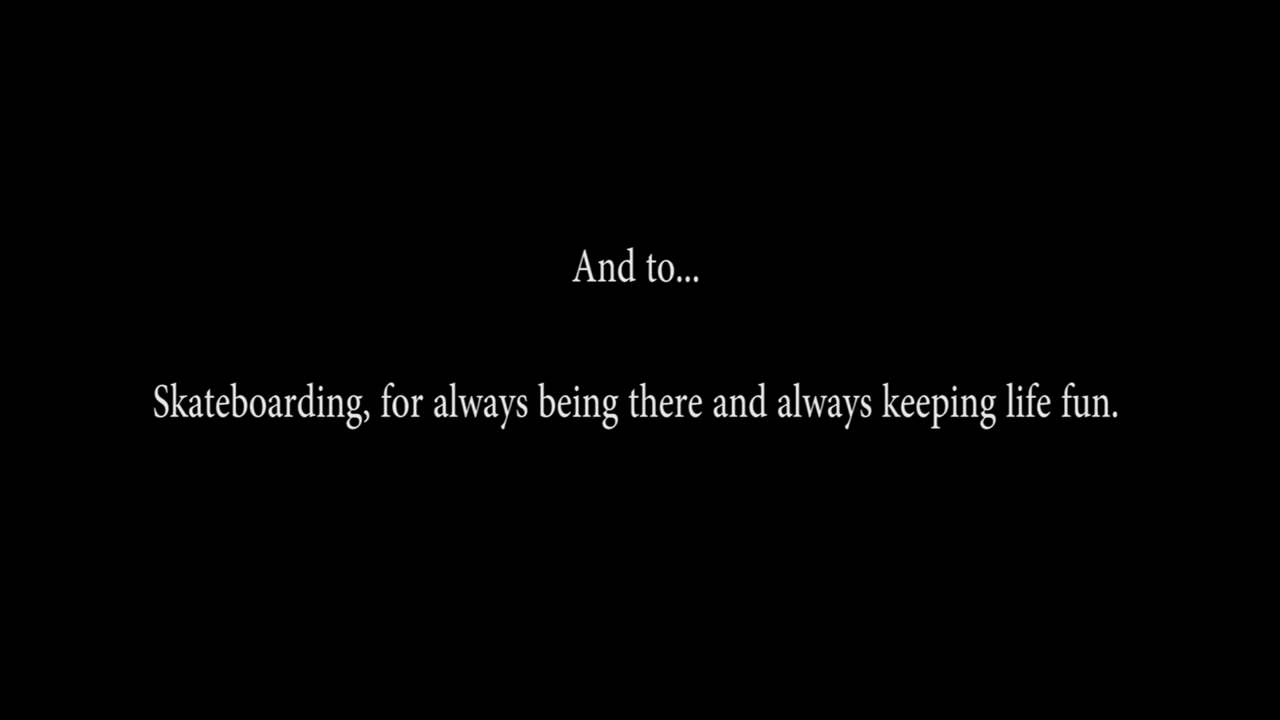 And to...
Skateboarding, for always being there and always keeping life fun.